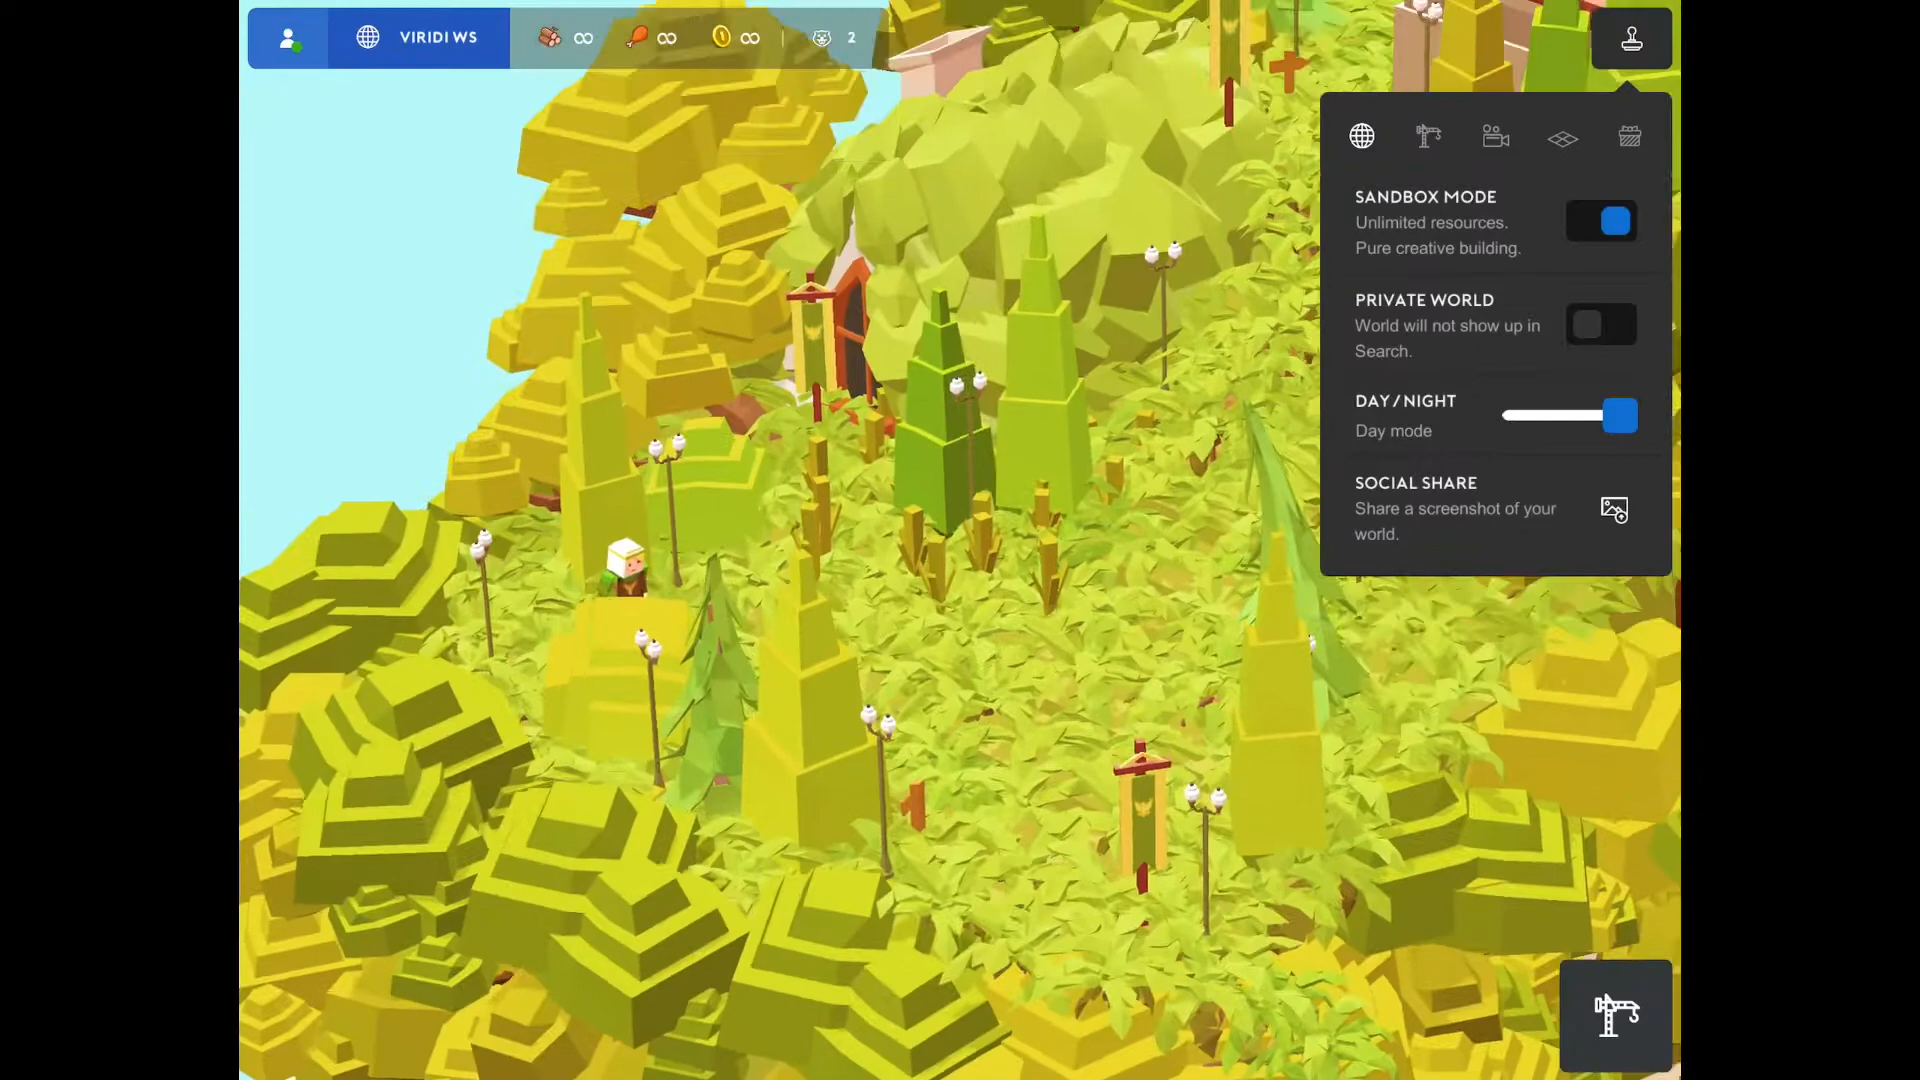 VIRIDI WS
∞
∞
∞
2
SANDBOX MODE
Unlimited resources.
Pure creative building.
PRIVATE WORLD
World will not show up in
Search.
DAY / NIGHT
Day mode
SOCIAL SHARE
Share a screenshot of your
world.